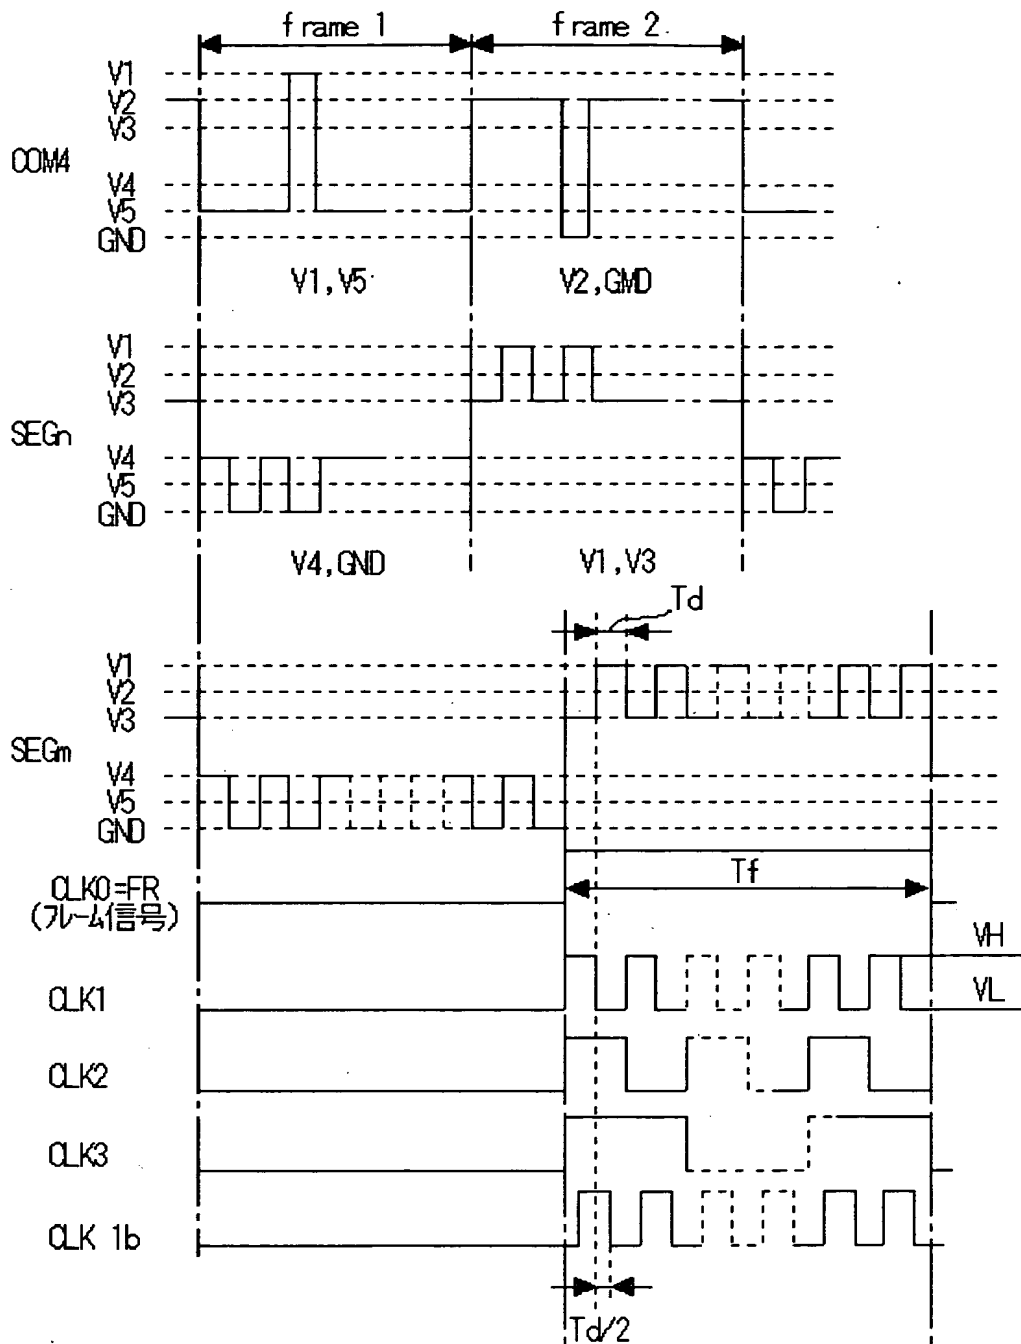 frame 1 frame 2
V1
V2
V3
COM4
V4
V5
GND
V1,V5 V2,GMD
V1
V2
V3
SEGn
V4
V5
GND
V4,GND V1,V3
Td
V1
V2
V3
SEGm
V4
V5
GND
Tf
CLK0=FR
(フレーム信号)
VH
CLK1 VL
CLK2
CLK3
CLK 1b
Td/2